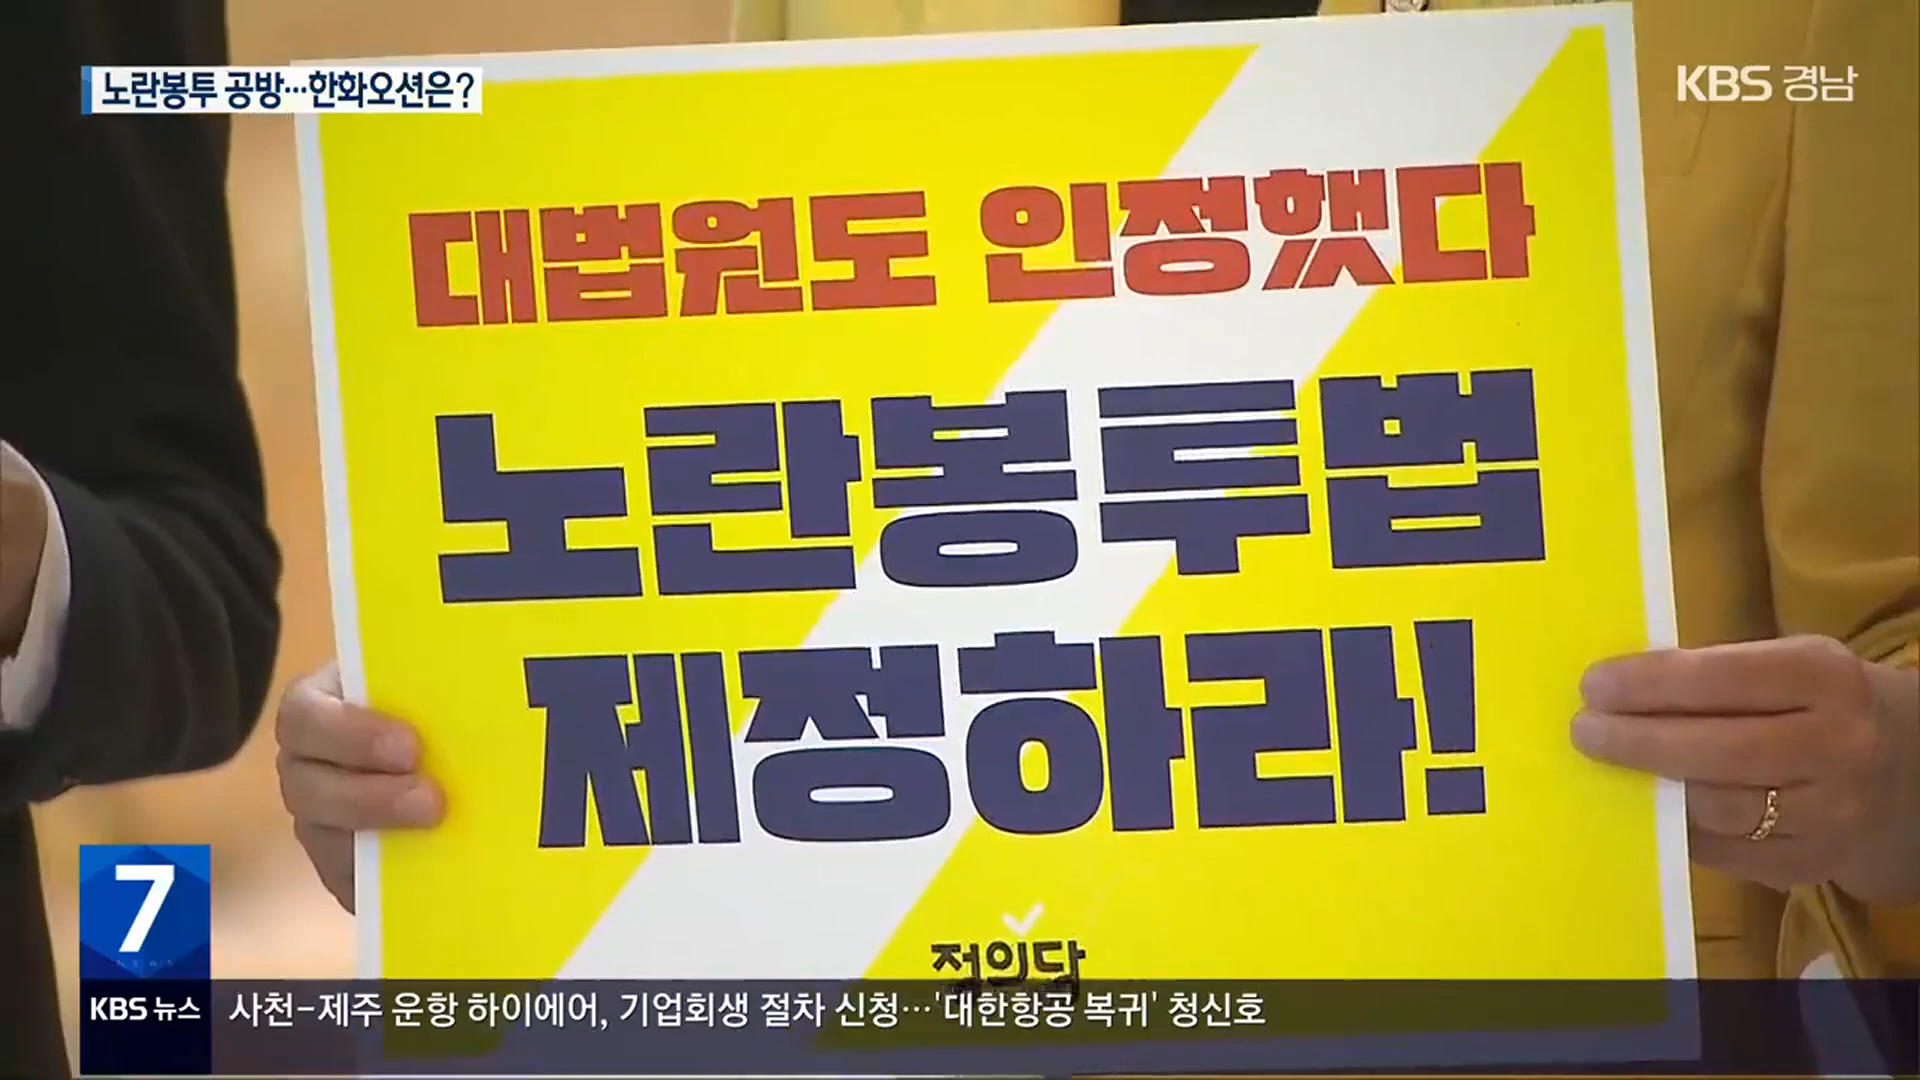 노란봉투 공방…한화오션은?
KBS 경남
대법원도 인정했다
노란봉투법
제정하라!
정의당
7
NEWS
KBS 뉴스
사천-제주 운항 하이에어, 기업회생 절차 신청…'대한항공 복귀' 청신호